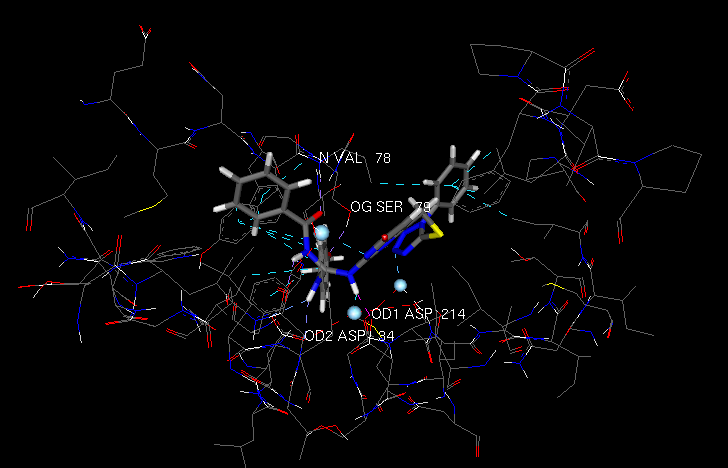 N VAL 78
OG SER 79
OD1 ASP 214
OD2 ASP 34